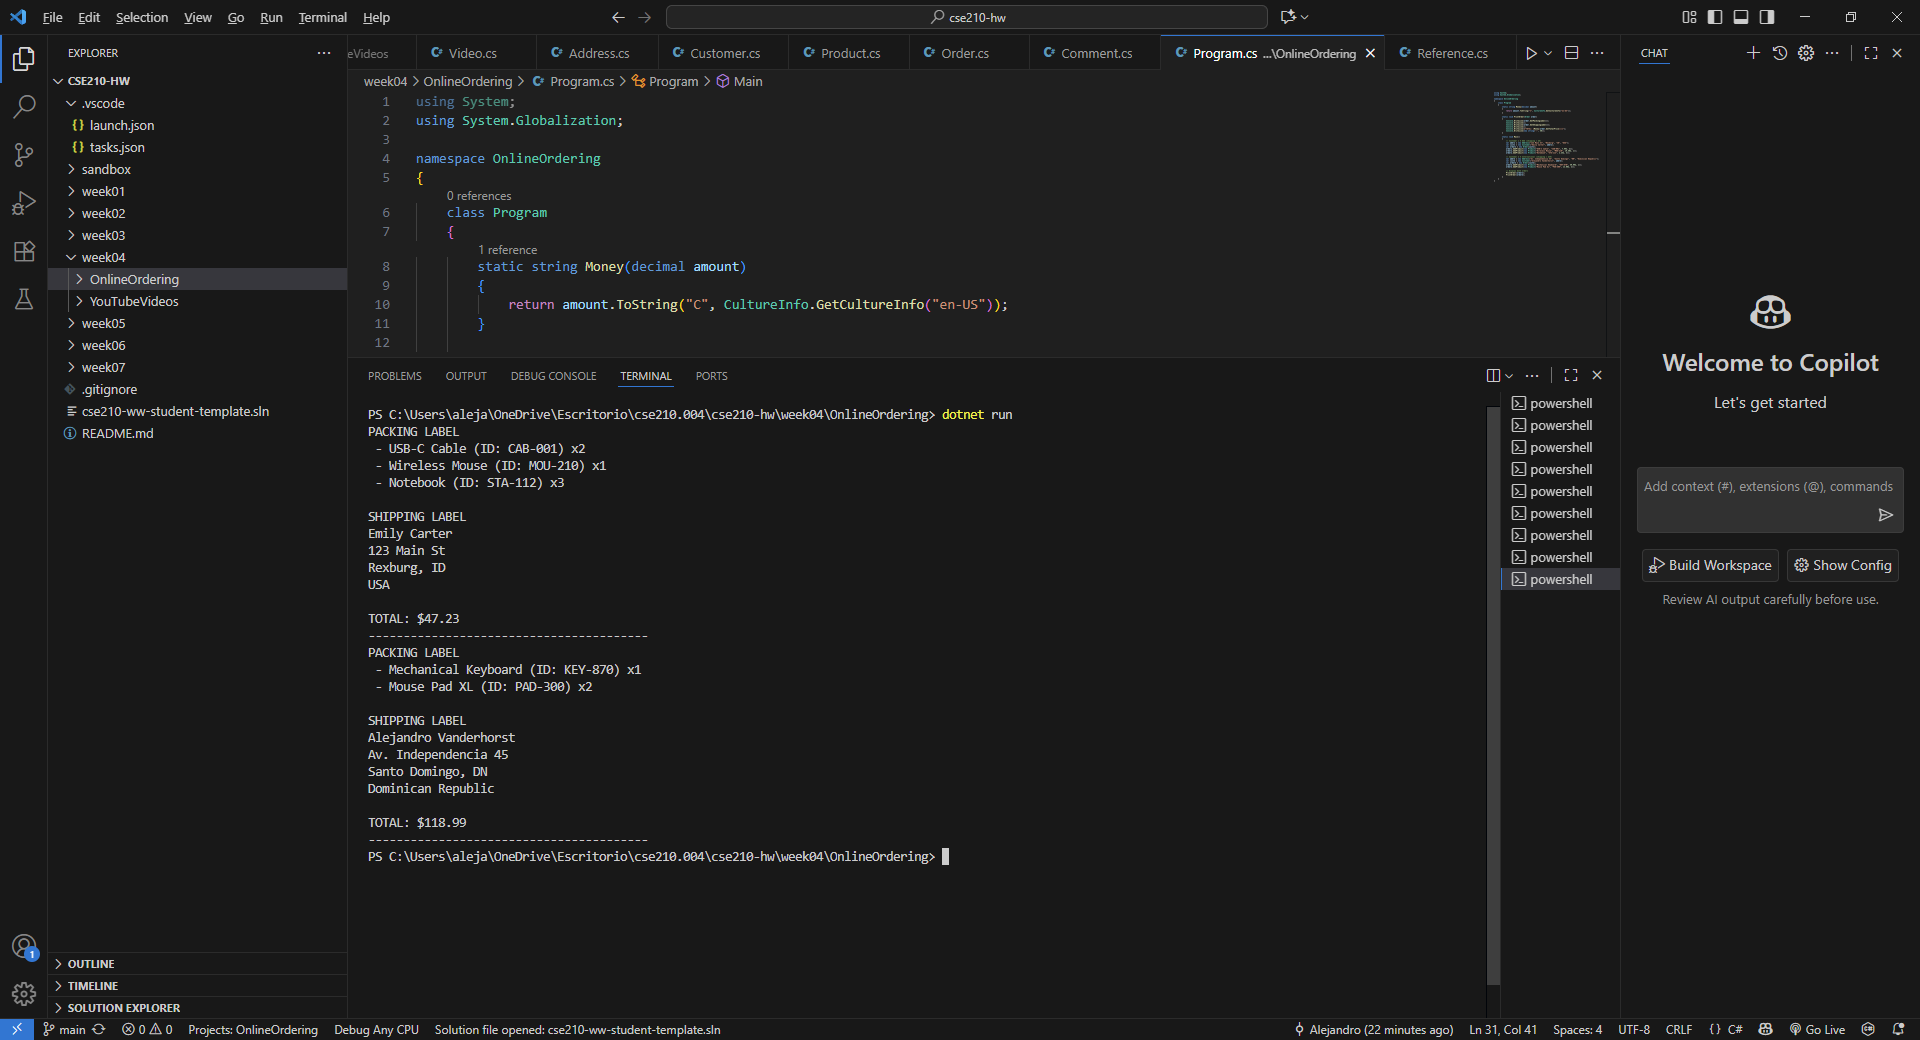 File Edit Selection View Go Run Terminal Help
cse210-hw
EXPLORER
CSE210-HW
.vscode
{} launch.json
{} tasks.json
sandbox
week01
week02
week03
week04
OnlineOrdering
YouTubeVideos
week05
week06
week07
.gitignore
cse210-ww-student-template.sln
README.md
OUTLINE
TIMELINE
SOLUTION EXPLORER
eVideos
Video.cs
Address.cs
Customer.cs
Product.cs
Order.cs
Comment.cs
Program.cs ...\OnlineOrdering
Reference.cs
week04 > OnlineOrdering > Program.cs > Program > Main
1 using System;
2 using System.Globalization;
3
4 namespace OnlineOrdering
5 {
0 references
6 class Program
7 {
1 reference
8 static string Money(decimal amount)
9 {
10 return amount.ToString("C", CultureInfo.GetCultureInfo("en-US"));
11 }
12
PROBLEMS OUTPUT DEBUG CONSOLE TERMINAL PORTS
PS C:\Users\aleja\OneDrive\Escritorio\cse210.004\cse210-hw\week04\OnlineOrdering> dotnet run
PACKING LABEL
- USB-C Cable (ID: CAB-001) x2
- Wireless Mouse (ID: MOU-210) x1
- Notebook (ID: STA-112) x3
SHIPPING LABEL
Emily Carter
123 Main St
Rexburg, ID
USA
TOTAL: $47.23
----------------------------------------
PACKING LABEL
- Mechanical Keyboard (ID: KEY-870) x1
- Mouse Pad XL (ID: PAD-300) x2
SHIPPING LABEL
Alejandro Vanderhorst
Av. Independencia 45
Santo Domingo, DN
Dominican Republic
TOTAL: $118.99
----------------------------------------
PS C:\Users\aleja\OneDrive\Escritorio\cse210.004\cse210-hw\week04\OnlineOrdering>
powershell
powershell
powershell
powershell
powershell
powershell
powershell
powershell
powershell
CHAT
Welcome to Copilot
Let's get started
Add context (#), extensions (@), commands
Build Workspace
Show Config
Review AI output carefully before use.
1
main
0 0
Projects: OnlineOrdering
Debug Any CPU
Solution file opened: cse210-ww-student-template.sln
Alejandro (22 minutes ago)
Ln 31, Col 41
Spaces: 4
UTF-8
CRLF
{} C#
Go Live